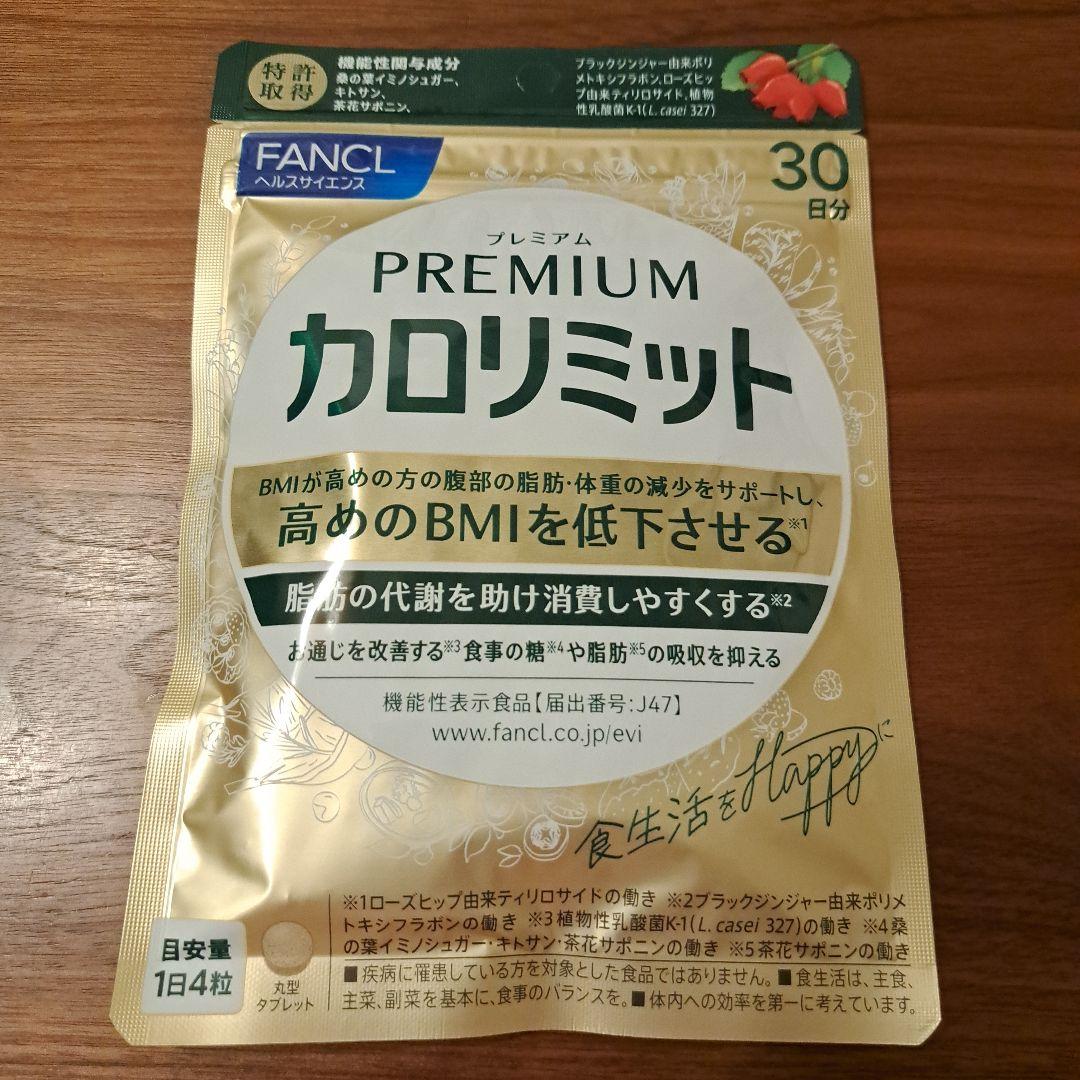 特許
取得
機能性関与成分
桑の葉イミノシュガー、
キトサン、
茶花サポニン、
ブラックジンジャー由来ポリ
メトキシフラボン、ローズヒッ
プ由来ティリロサイド、植物
性乳酸菌K-1(L. casei 327)
FANCL
ヘルスサイエンス
30
日分
プレミアム
PREMIUM
カロリミット
BMIが高めの方の腹部の脂肪・体重の減少をサポートし、
高めのBMIを低下させる※1
脂肪の代謝を助け消費しやすくする※2
お通じを改善する※3食事の糖※4や脂肪※5の吸収を抑える
機能性表示食品【届出番号:J47】
www.fancl.co.jp/evi
食生活をHappyに
※1ローズヒップ由来ティリロサイドの働き ※2ブラックジンジャー由来ポリメ
トキシフラボンの働き ※3植物性乳酸菌K-1(L. casei 327)の働き ※4桑
の葉イミノシュガー・キトサン・茶花サポニンの働き ※5茶花サポニンの働き
■疾病に罹患している方を対象とした食品ではありません。■食生活は、主食、
主菜、副菜を基本に、食事のバランスを。■体内への効率を第一に考えています。
目安量
1日4粒
丸型
タブレット